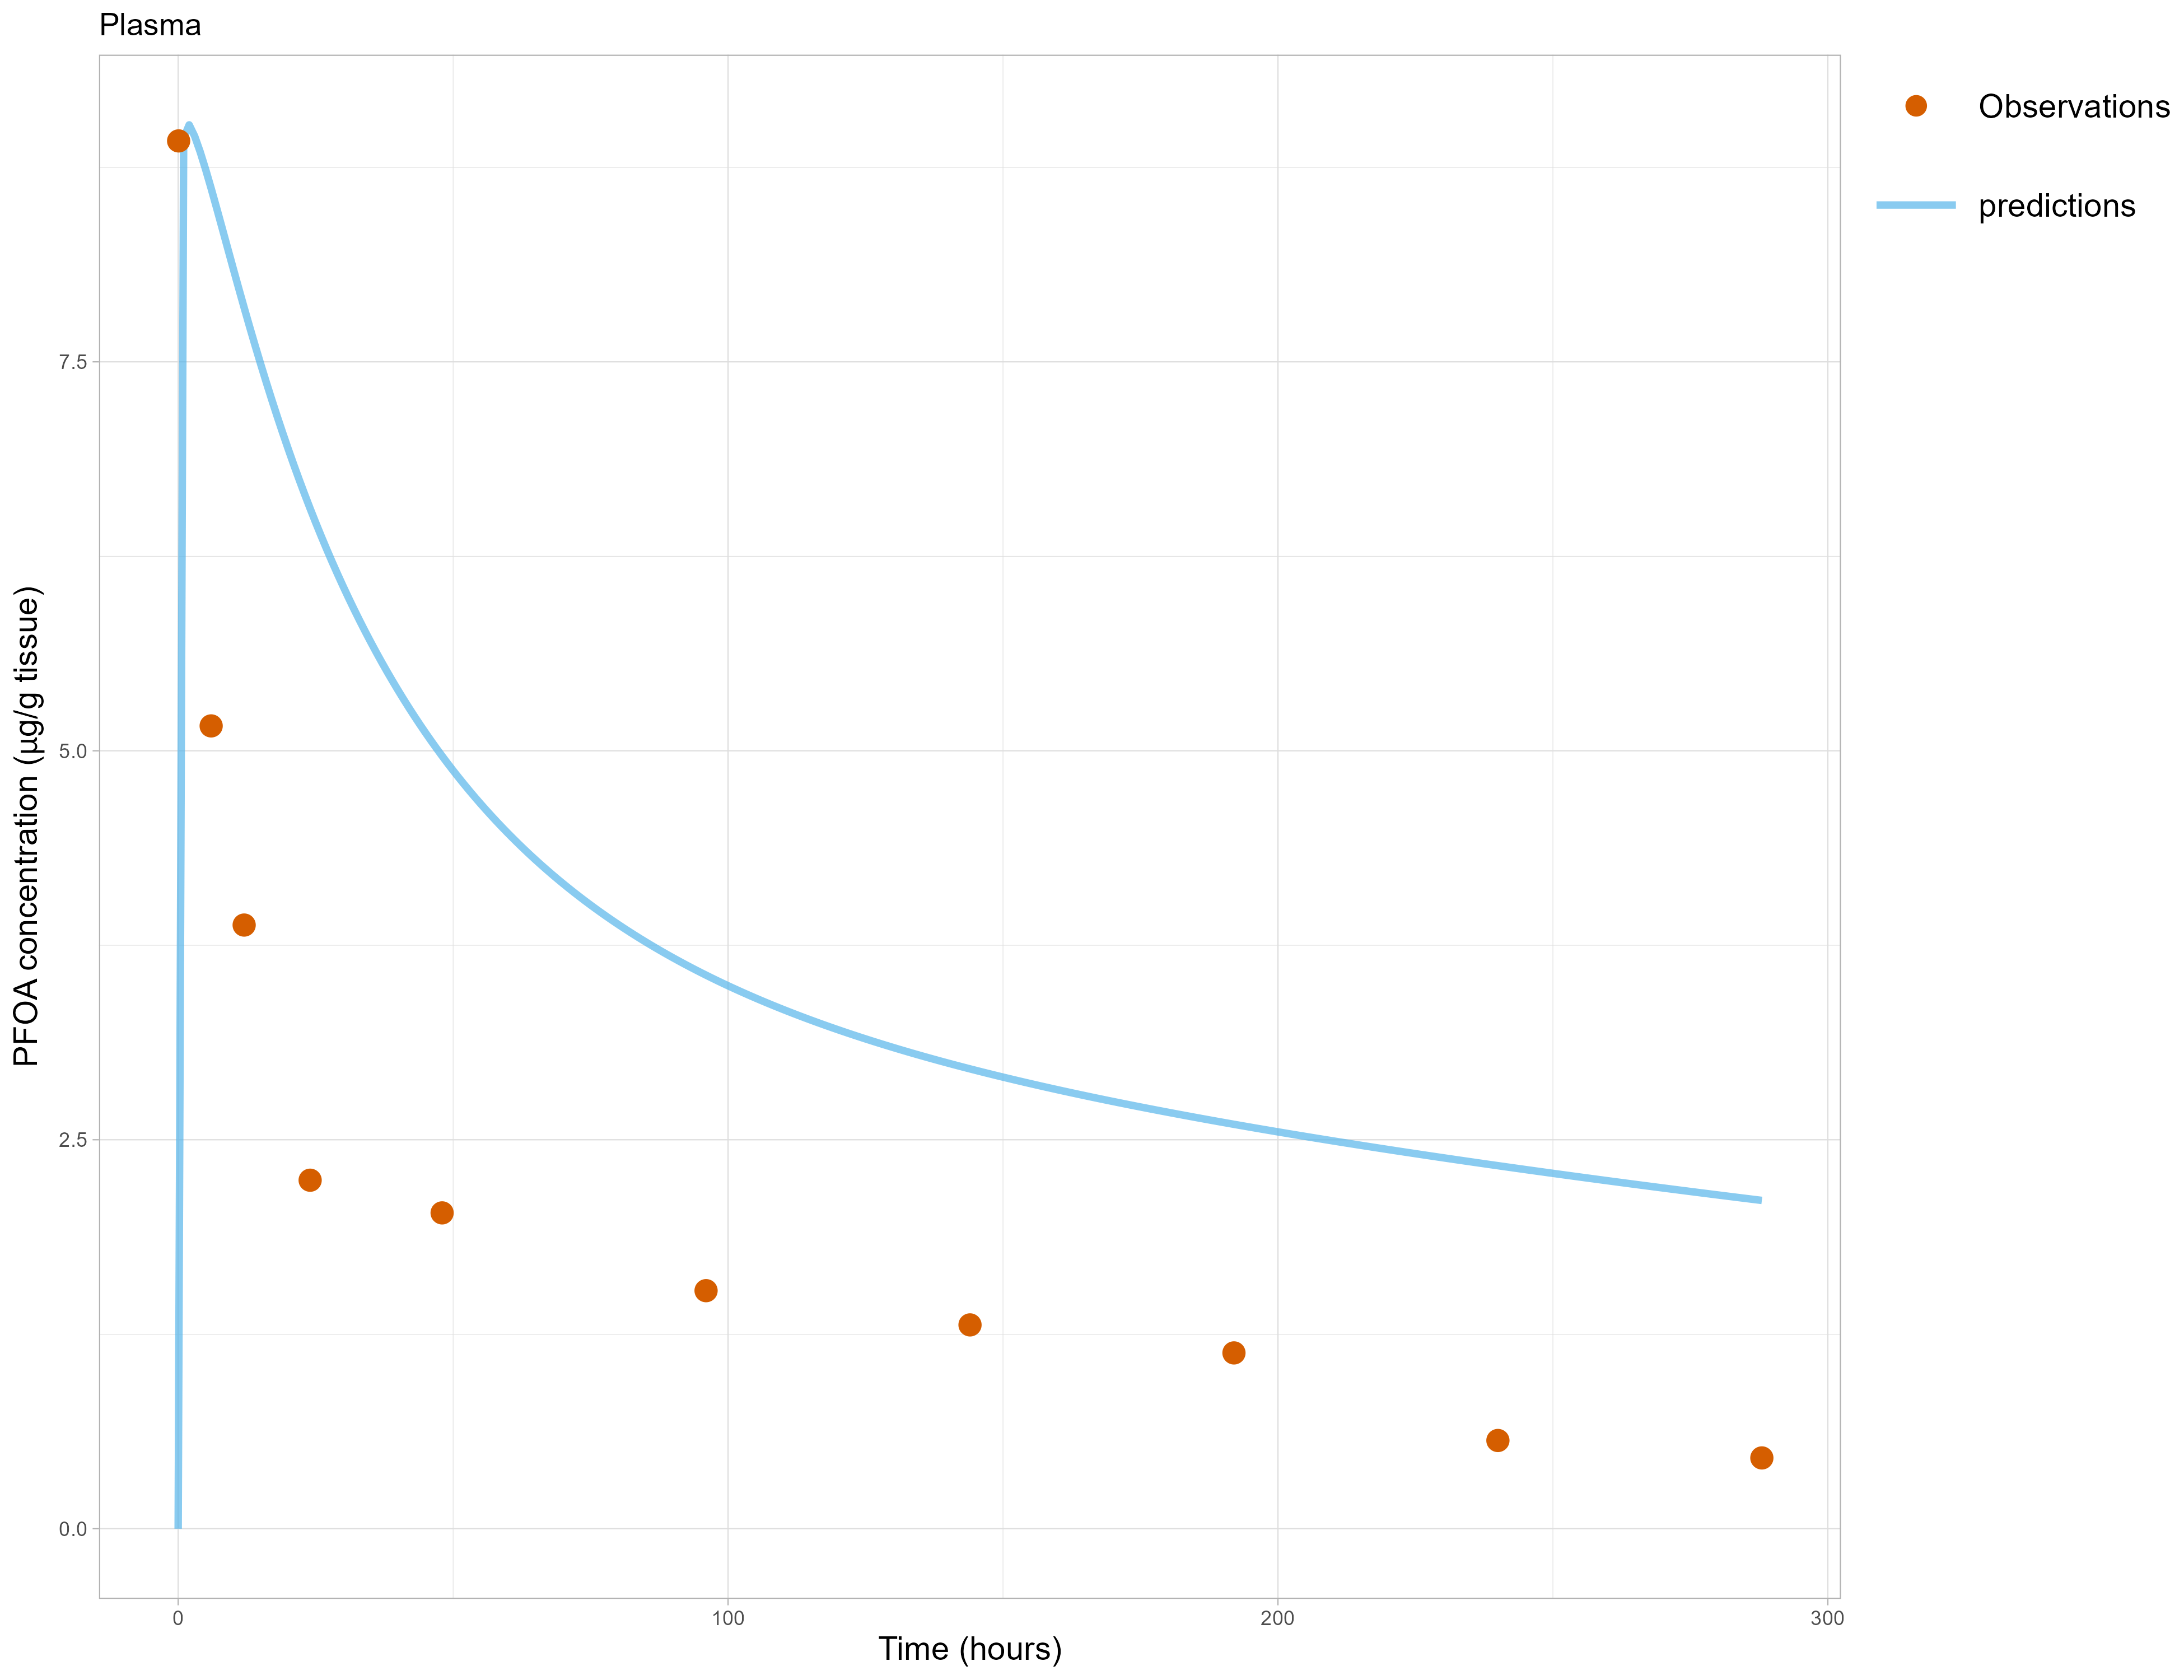 Plasma
Observations
predictions
PFOA concentration (µg/g tissue)
7.5
5.0
2.5
0.0
0
100
200
300
Time (hours)